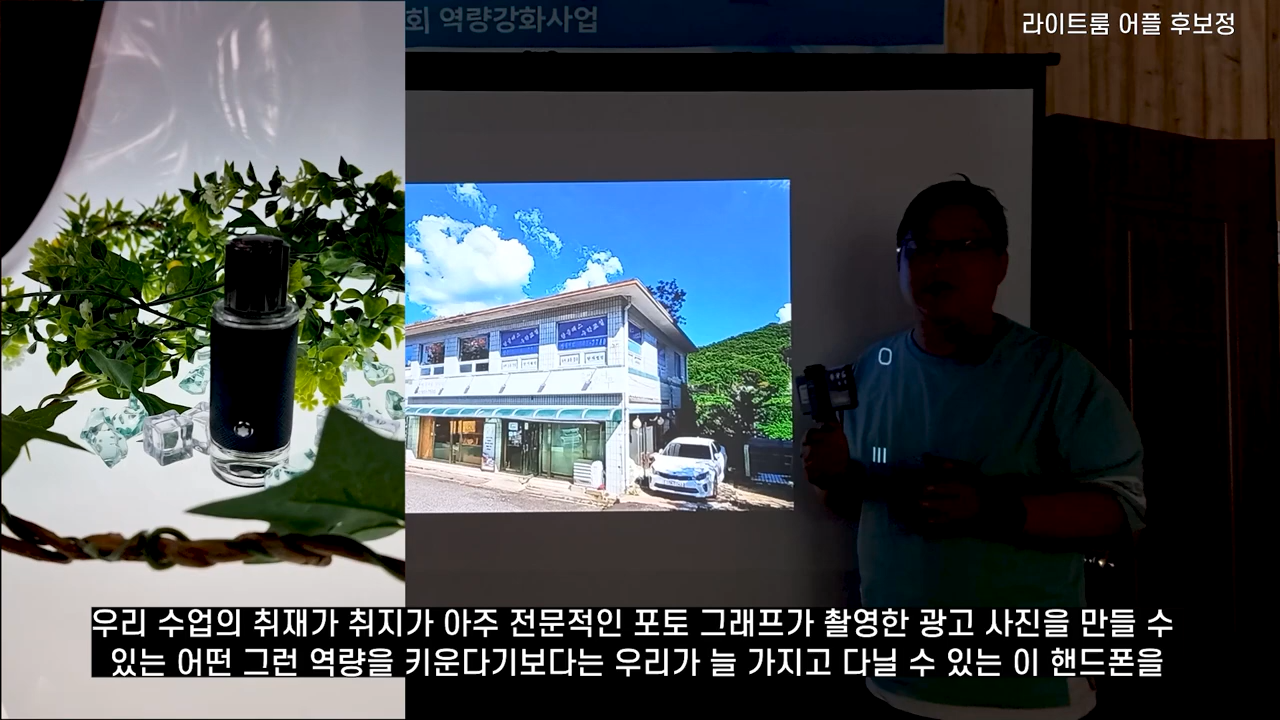 회 역량강화사업
라이트룸 어플 후보정
우리 수업의 취재가 취지가 아주 전문적인 포토 그래프가 촬영한 광고 사진을 만들 수
있는 어떤 그런 역량을 키운다기보다는 우리가 늘 가지고 다닐 수 있는 이 핸드폰을